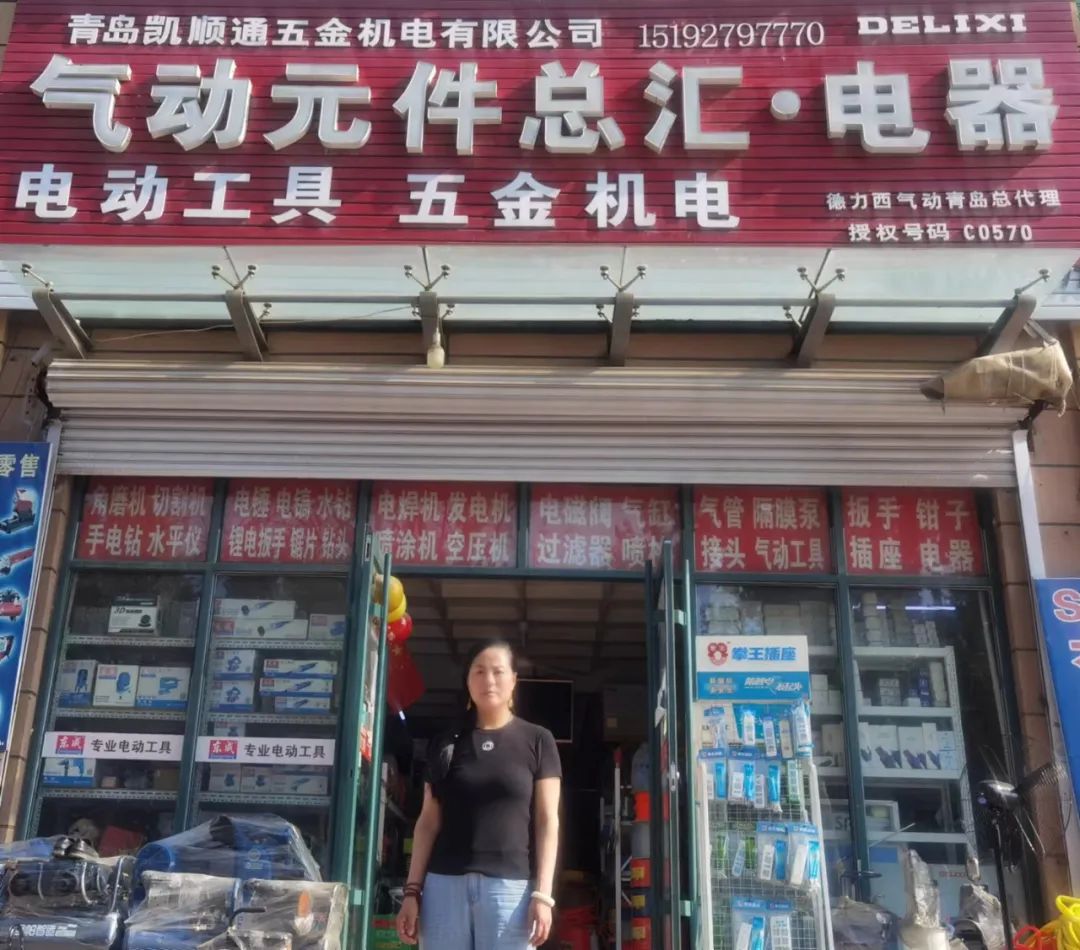 青岛凯顺通五金机电有限公司 15192797770 DELIXI
气动元件总汇·电器
电动工具 五金机电
德力西气动青岛总代理
授权号码 C0570
零售
角磨机 切割机
手电钻 水平仪
电锤 电镐 水钻
锂电扳手 锯片 钻头
电焊机 发电机
喷涂机 空压机
电磁阀 气缸
过滤器 喷枪
气管 隔膜泵
接头 气动工具
扳手 钳子
插座 电器
拳王插座
东成 专业电动工具
东成 专业电动工具